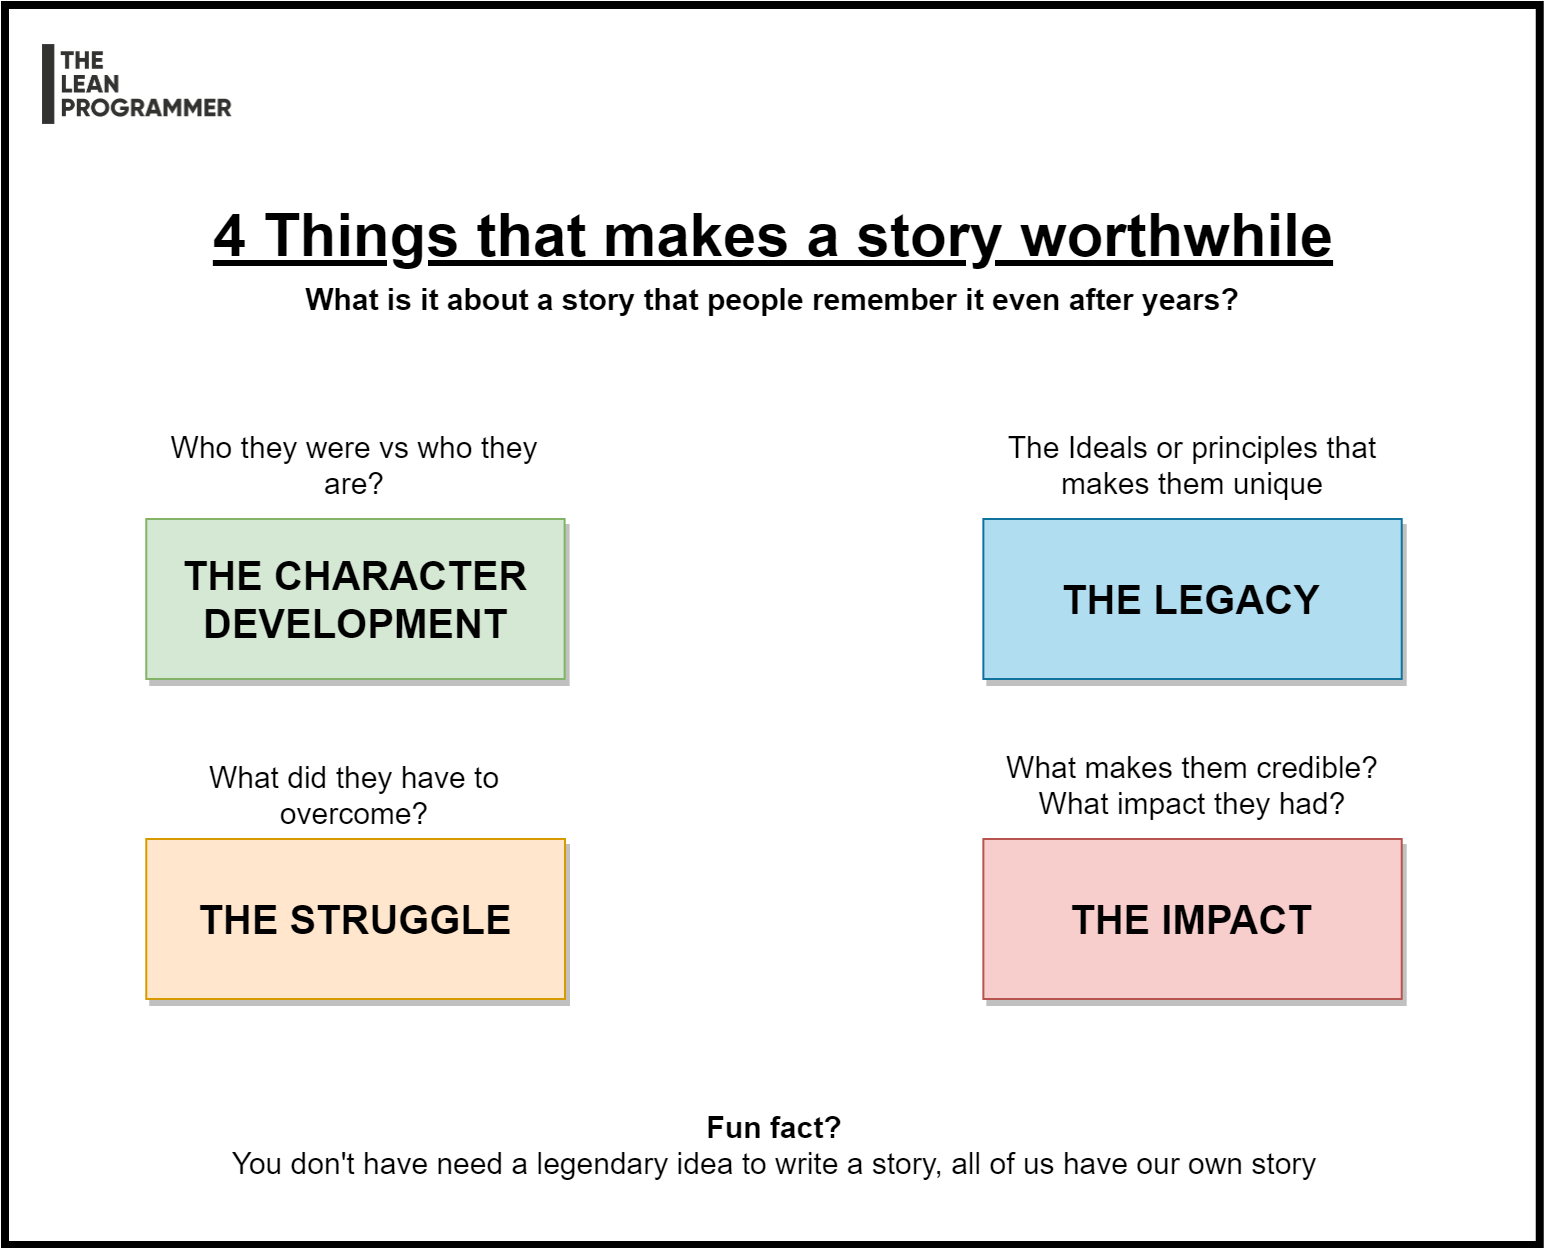 THE
LEAN
PROGRAMMER
4 Things that makes a story worthwhile
What is it about a story that people remember it even after years?
Who they were vs who they
are?
THE CHARACTER
DEVELOPMENT
The Ideals or principles that
makes them unique
THE LEGACY
What did they have to
overcome?
THE STRUGGLE
What makes them credible?
What impact they had?
THE IMPACT
Fun fact?
You don't have need a legendary idea to write a story, all of us have our own story